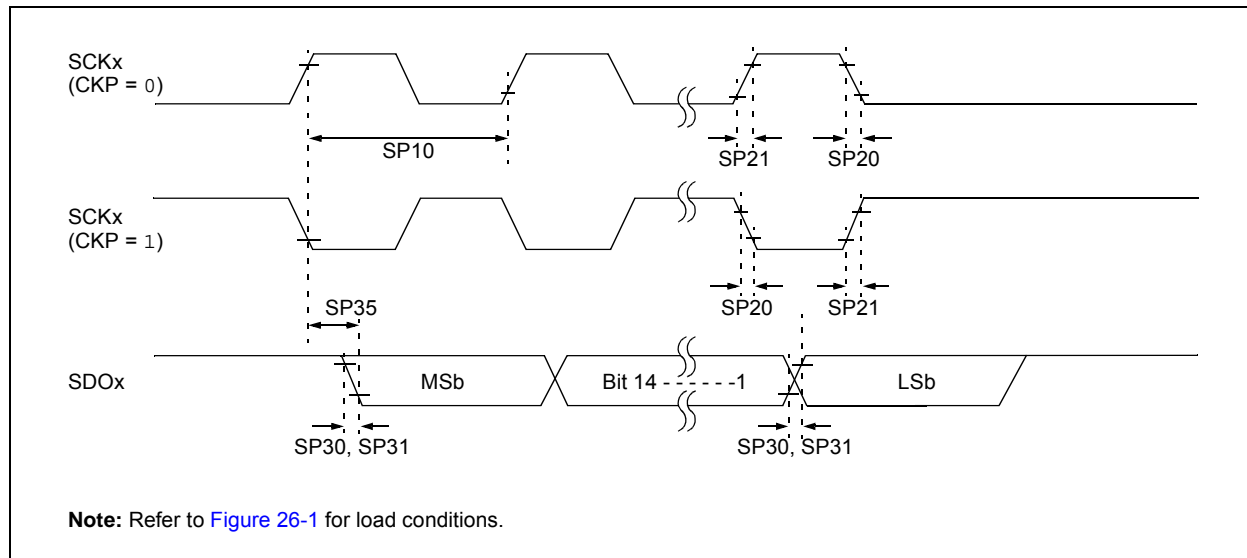 SCKx
(CKP = 0)
SP10
SP21
SP20
SCKx
(CKP = 1)
SP35
SP20
SP21
SDOx
MSb
Bit 14 - - - - - - -1
LSb
SP30, SP31
SP30, SP31
Note: Refer to Figure 26-1 for load conditions.